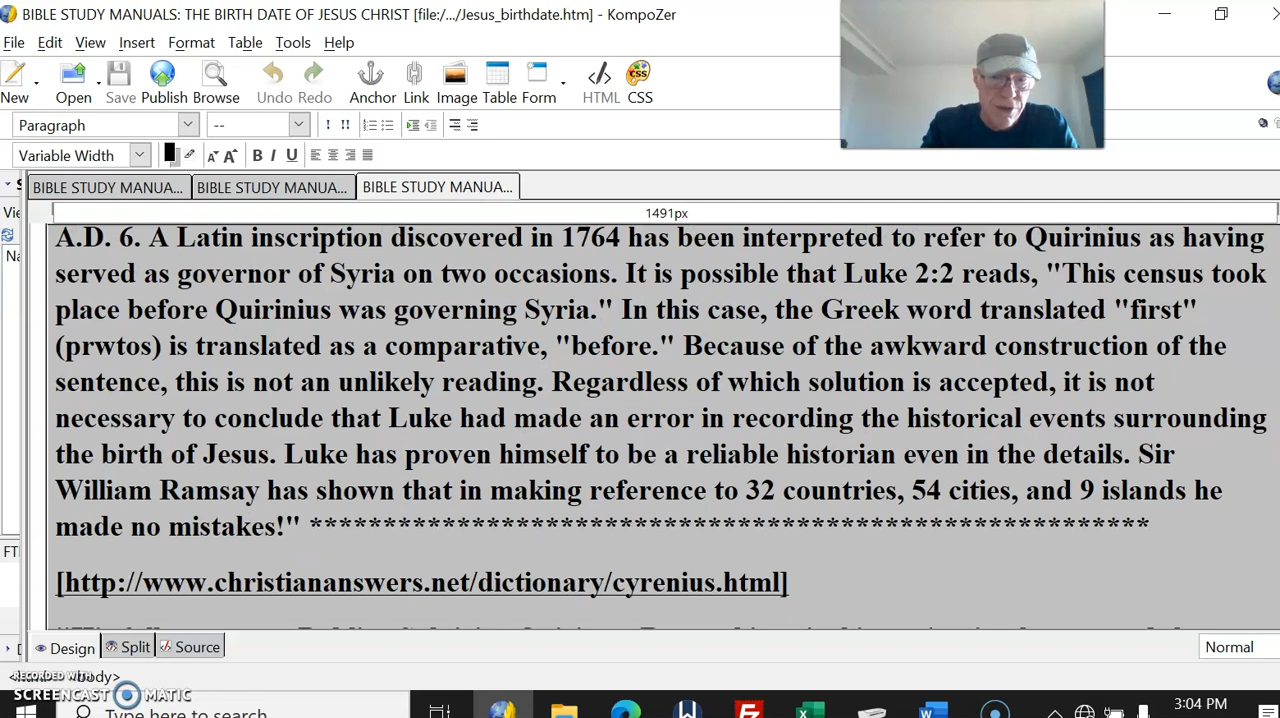 BIBLE STUDY MANUALS: THE BIRTH DATE OF JESUS CHRIST [file:/.../Jesus_birthdate.htm] - KompoZer
File Edit View Insert Format Table Tools Help
New Open Save Publish Browse Undo Redo Anchor Link Image Table Form HTML CSS
Paragraph --
Variable Width B I U
BIBLE STUDY MANUA... BIBLE STUDY MANUA... BIBLE STUDY MANUA...
1491px
A.D. 6. A Latin inscription discovered in 1764 has been interpreted to refer to Quirinius as having
served as governor of Syria on two occasions. It is possible that Luke 2:2 reads, "This census took
place before Quirinius was governing Syria." In this case, the Greek word translated "first"
(prwtos) is translated as a comparative, "before." Because of the awkward construction of the
sentence, this is not an unlikely reading. Regardless of which solution is accepted, it is not
necessary to conclude that Luke had made an error in recording the historical events surrounding
the birth of Jesus. Luke has proven himself to be a reliable historian even in the details. Sir
William Ramsay has shown that in making reference to 32 countries, 54 cities, and 9 islands he
made no mistakes!" *********************************************************
[http://www.christiananswers.net/dictionary/cyrenius.html]
Design Split Source Normal
<body>
RECORDED WITH
SCREENCAST MATIC
Type here to search 3:04 PM